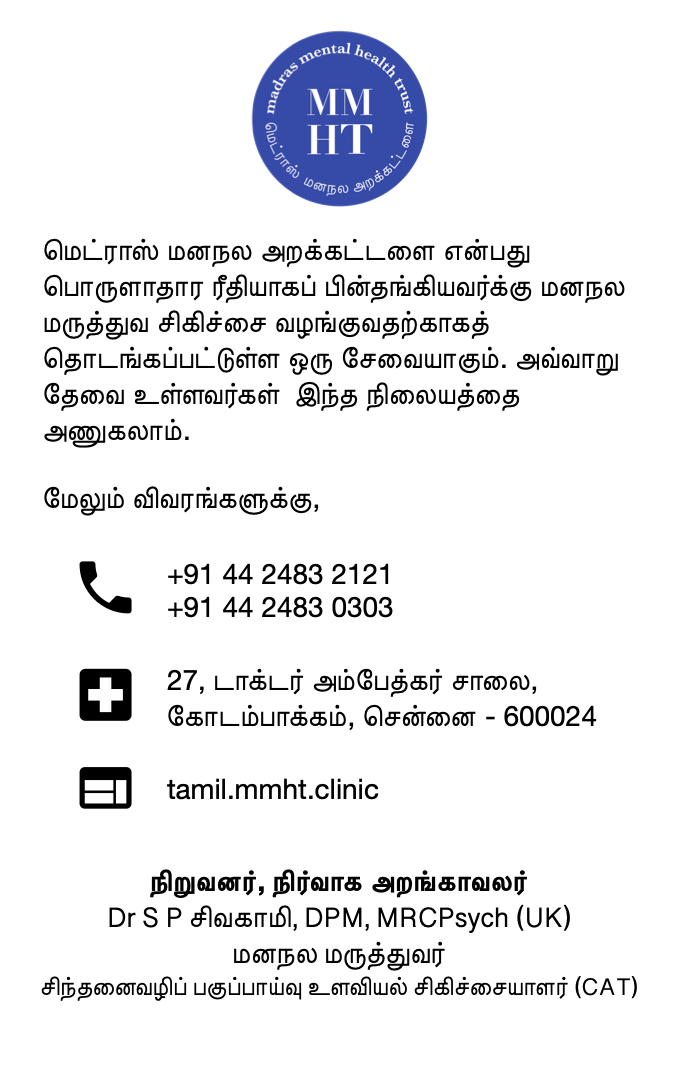 madras mental health trust
MM
HT
மெட்ராஸ் மனநல அறக்கட்டளை
மெட்ராஸ் மனநல அறக்கட்டளை என்பது
பொருளாதார ரீதியாகப் பின்தங்கியவர்க்கு மனநல
மருத்துவ சிகிச்சை வழங்குவதற்காகத்
தொடங்கப்பட்டுள்ள ஒரு சேவையாகும். அவ்வாறு
தேவை உள்ளவர்கள் இந்த நிலையத்தை
அணுகலாம்.
மேலும் விவரங்களுக்கு,
+91 44 2483 2121
+91 44 2483 0303
27, டாக்டர் அம்பேத்கர் சாலை,
கோடம்பாக்கம், சென்னை - 600024
tamil.mmht.clinic
நிறுவனர், நிர்வாக அறங்காவலர்
Dr S P சிவகாமி, DPM, MRCPsych (UK)
மனநல மருத்துவர்
சிந்தனைவழிப் பகுப்பாய்வு உளவியல் சிகிச்சையாளர் (CAT)